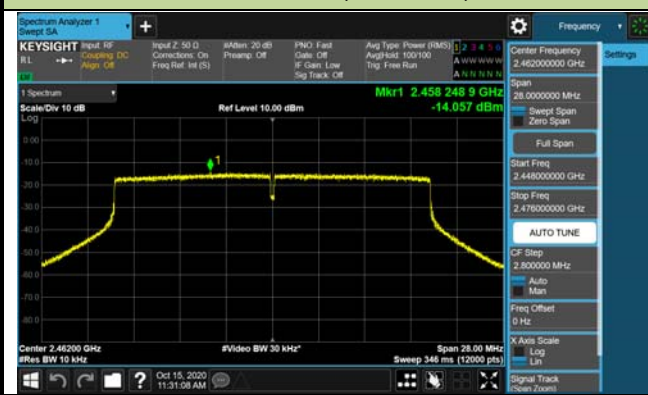 Spectrum Analyzer 1
Swept SA
Frequency
KEYSIGHT
Input: RF
Coupling: DC
Align: Off
Input Z: 50 Ω
Corrections: On
Freq Ref: Int (S)
#Atten: 20 dB
Preamp: Off
PNO: Fast
Gate: Off
IF Gain: Low
Sig Track: Off
Avg Type: Power (RMS)
Avg|Hold: 100/100
Trig: Free Run
1 2 3 4 5 6
A W W W W W
A N N N N N
RL
1 Spectrum
Scale/Div 10 dB
Log
Ref Level 10.00 dBm
Mkr1 2.458 248 9 GHz
-14.057 dBm
0.00
-10.0
1
-20.0
-30.0
-40.0
-50.0
-60.0
-70.0
-80.0
Center 2.46200 GHz
#Res BW 10 kHz
#Video BW 30 kHz*
Span 28.00 MHz
Sweep 346 ms (12000 pts)
Oct 15, 2020
11:31:08 AM
Center Frequency
2.462000000 GHz
Settings
Span
28.0000000 MHz
Swept Span
Zero Span
Full Span
Start Freq
2.448000000 GHz
Stop Freq
2.476000000 GHz
AUTO TUNE
CF Step
2.800000 MHz
Auto
Man
Freq Offset
0 Hz
X Axis Scale
Log
Lin
Signal Track
(Span Zoom)